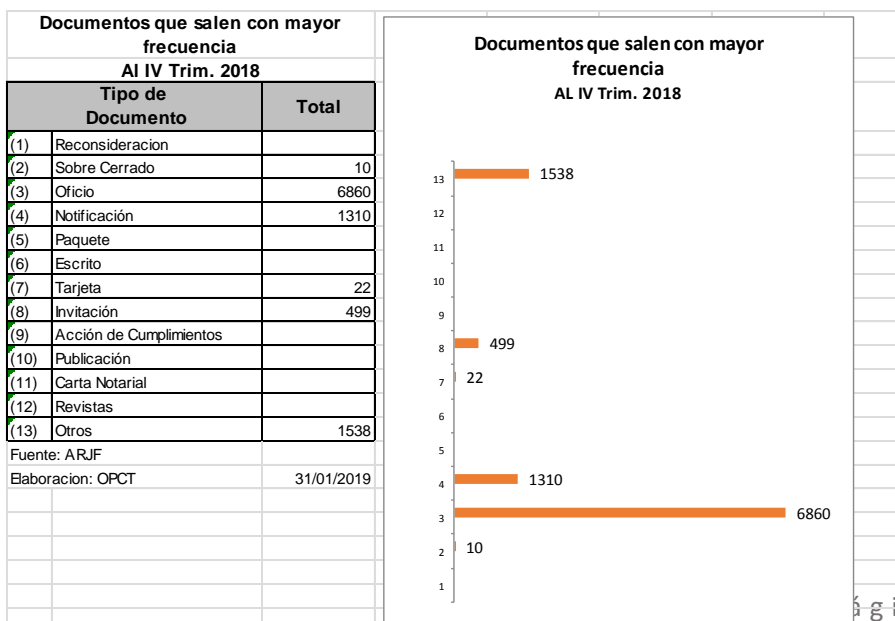 Documentos que salen con mayor
frecuencia
Al IV Trim. 2018
Tipo de
Documento
Total
(1) Reconsideracion
(2) Sobre Cerrado 10
(3) Oficio 6860
(4) Notificación 1310
(5) Paquete
(6) Escrito
(7) Tarjeta 22
(8) Invitación 499
(9) Acción de Cumplimientos
(10) Publicación
(11) Carta Notarial
(12) Revistas
(13) Otros 1538
Fuente: ARJF
Elaboracion: OPCT 31/01/2019
Documentos que salen con mayor
frecuencia
AL IV Trim. 2018
13 1538
12
11
10
9
8 499
7 22
6
5
4 1310
3 6860
2 10
1